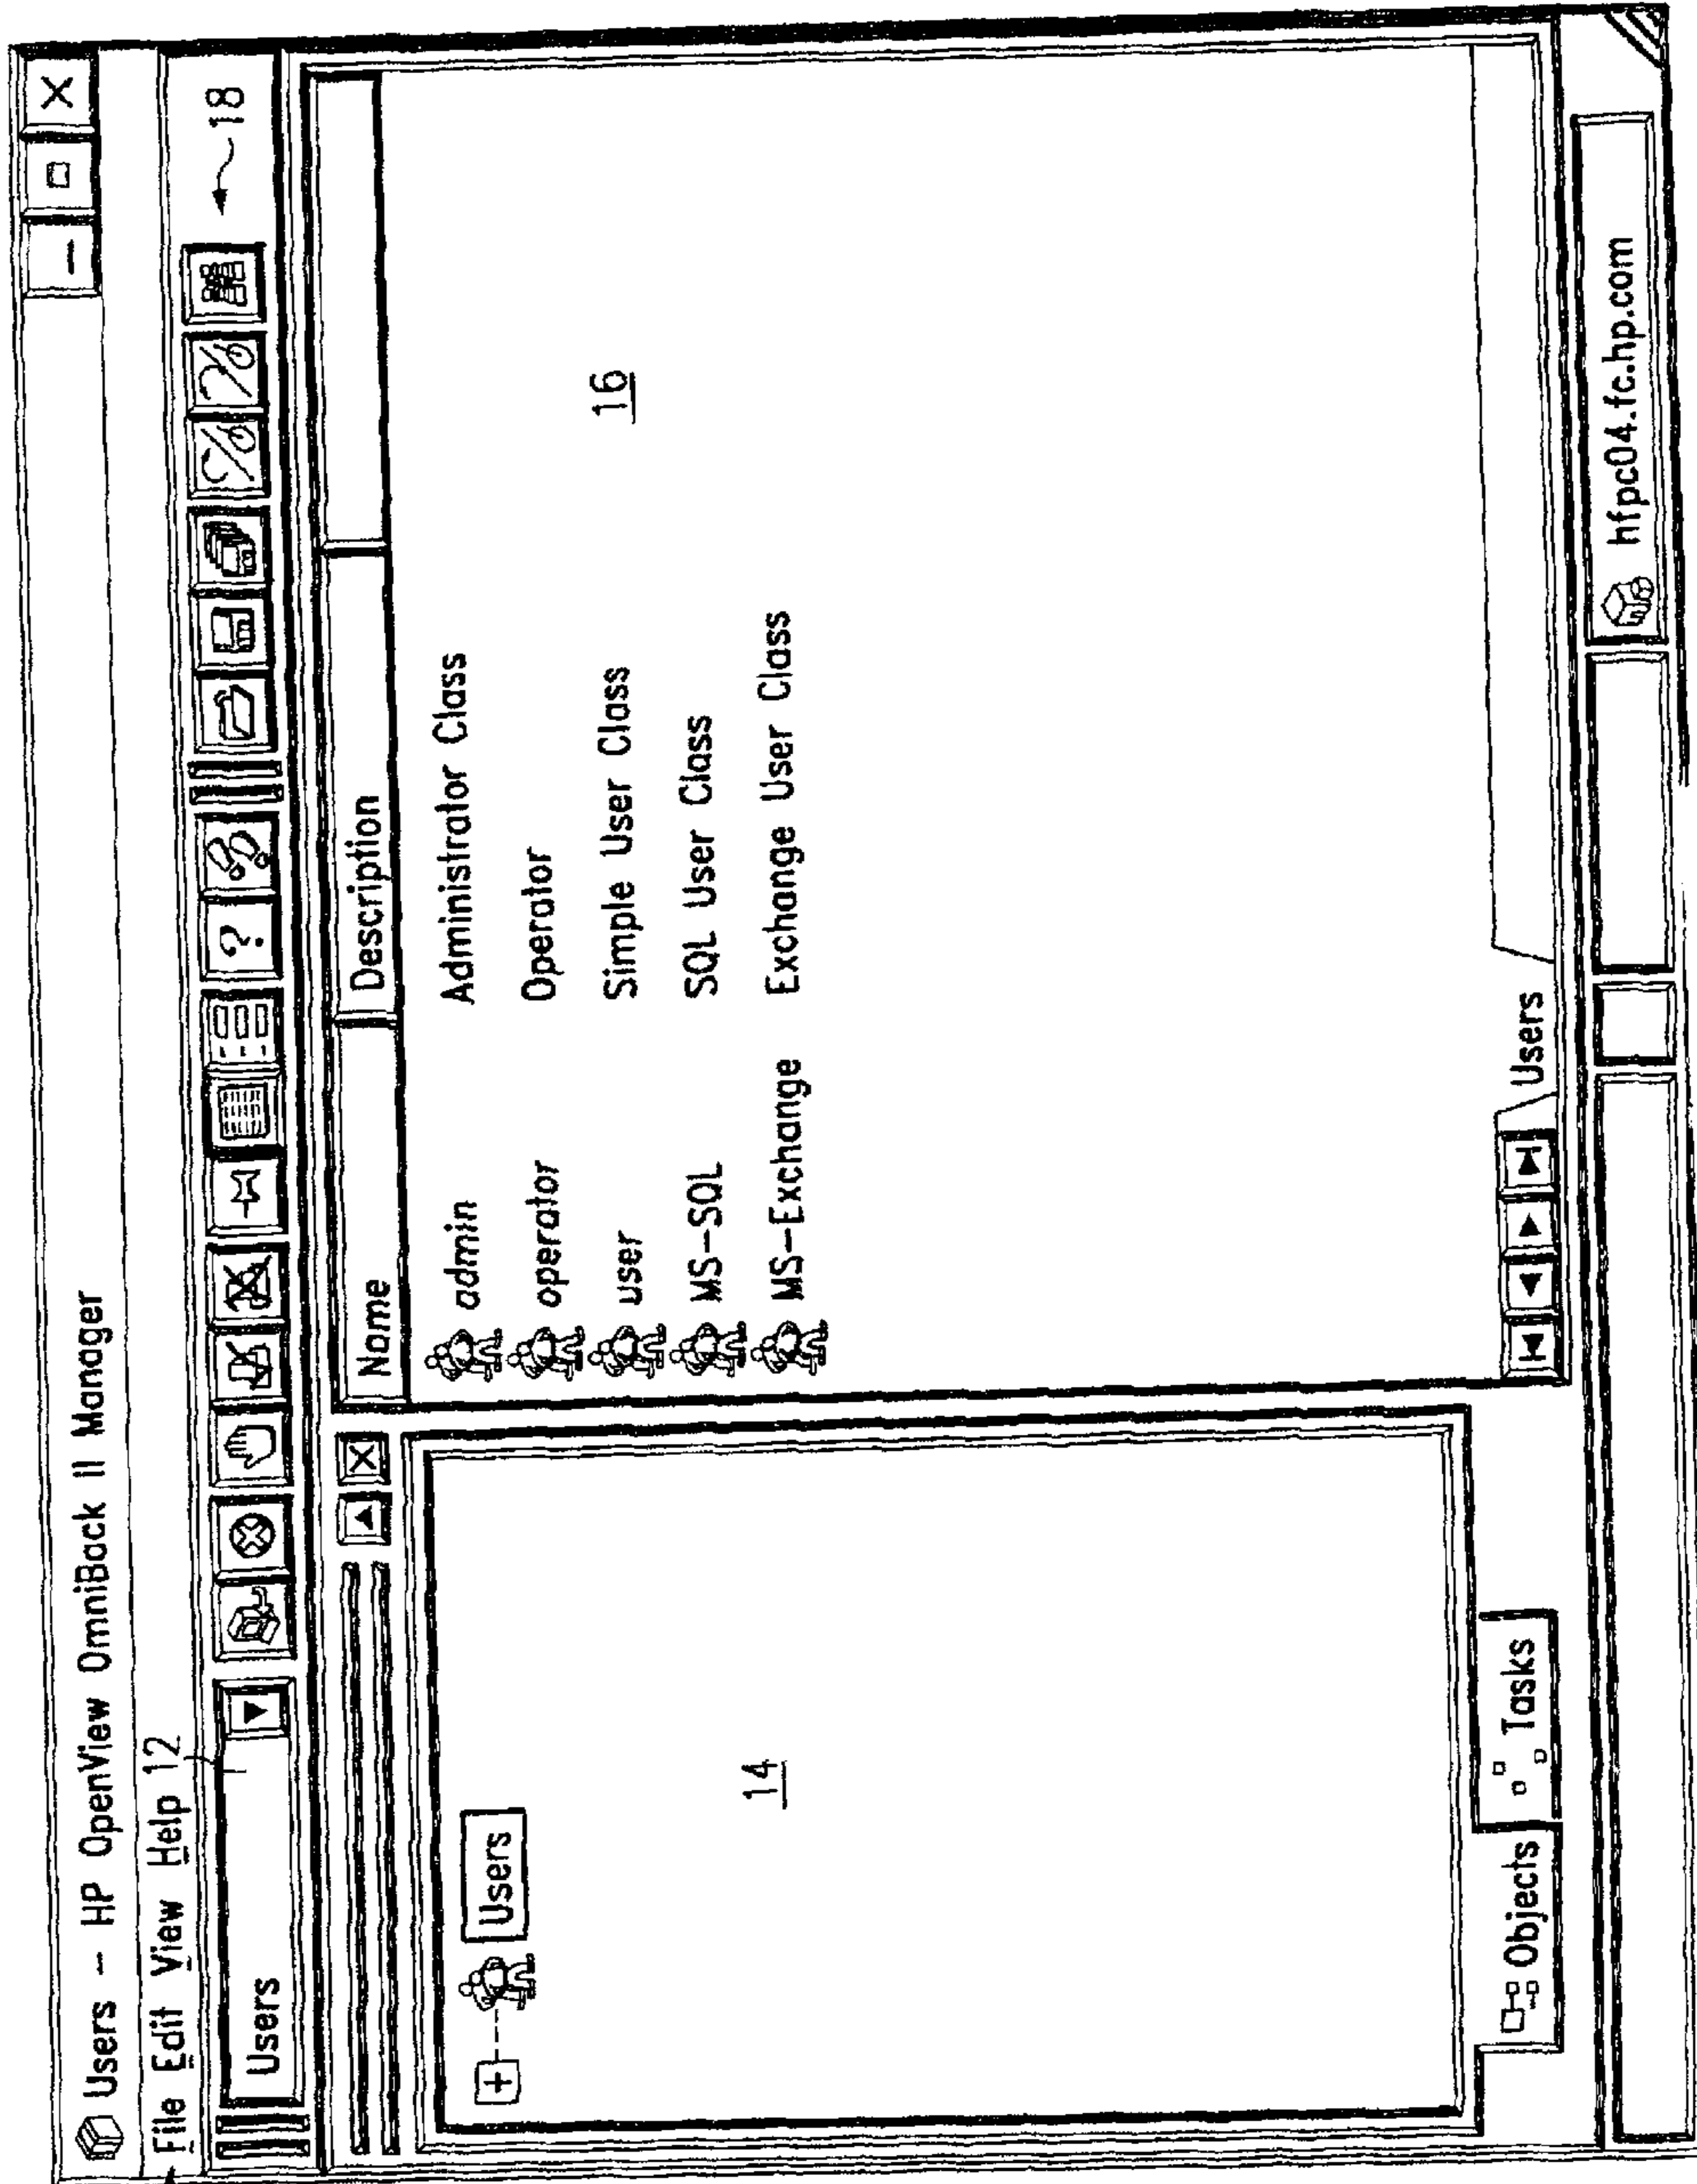 Users – HP OpenView OmniBack II Manager
File Edit View Help 12
Users
? 18
Name Description
Users
admin Administrator Class
operator Operator
user Simple User Class
MS-SQL SQL User Class
MS-Exchange Exchange User Class
14
16
Objects Tasks
Users
hfpc04.fc.hp.com